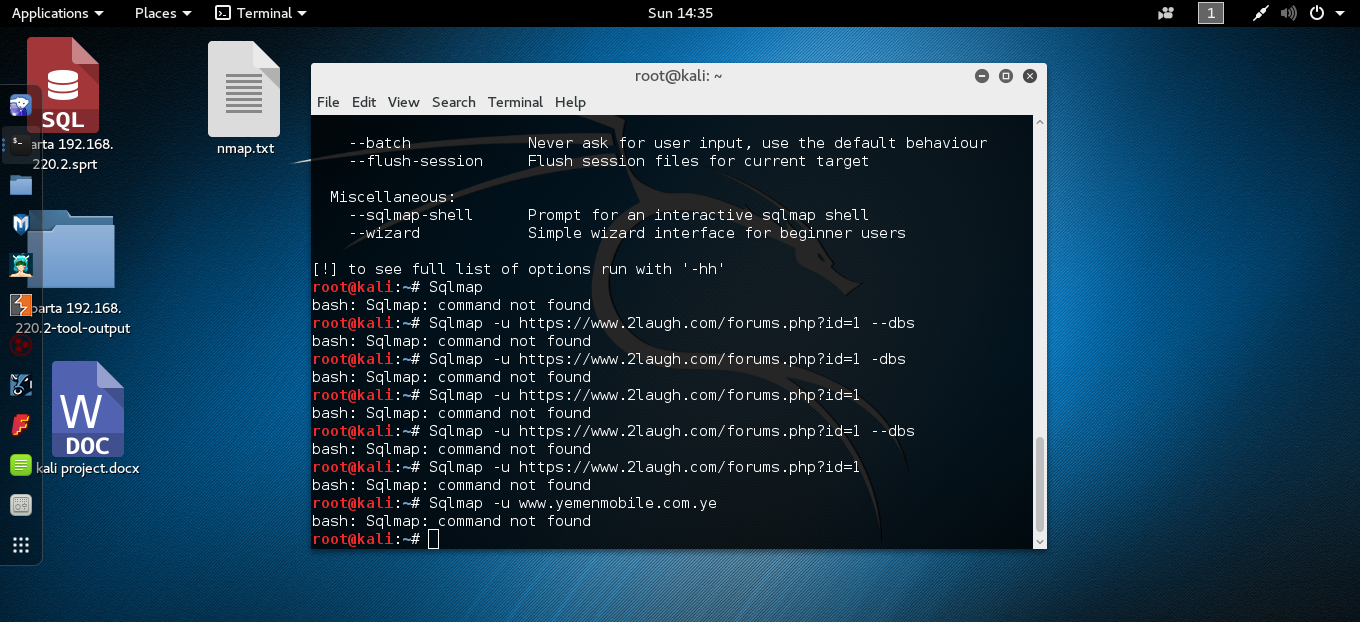 Applications Places Terminal Sun 14:35 1
SQL
arta 192.168.
220.2.sprt
nmap.txt
arta 192.168.
220.2-tool-output
W
DOC
kali project.docx
root@kali: ~
File Edit View Search Terminal Help
--batch Never ask for user input, use the default behaviour
--flush-session Flush session files for current target
Miscellaneous:
--sqlmap-shell Prompt for an interactive sqlmap shell
--wizard Simple wizard interface for beginner users
[!] to see full list of options run with '-hh'
root@kali:~# Sqlmap
bash: Sqlmap: command not found
root@kali:~# Sqlmap -u https://www.2laugh.com/forums.php?id=1 --dbs
bash: Sqlmap: command not found
root@kali:~# Sqlmap -u https://www.2laugh.com/forums.php?id=1 -dbs
bash: Sqlmap: command not found
root@kali:~# Sqlmap -u https://www.2laugh.com/forums.php?id=1
bash: Sqlmap: command not found
root@kali:~# Sqlmap -u https://www.2laugh.com/forums.php?id=1 --dbs
bash: Sqlmap: command not found
root@kali:~# Sqlmap -u https://www.2laugh.com/forums.php?id=1
bash: Sqlmap: command not found
root@kali:~# Sqlmap -u www.yemenmobile.com.ye
bash: Sqlmap: command not found
root@kali:~#